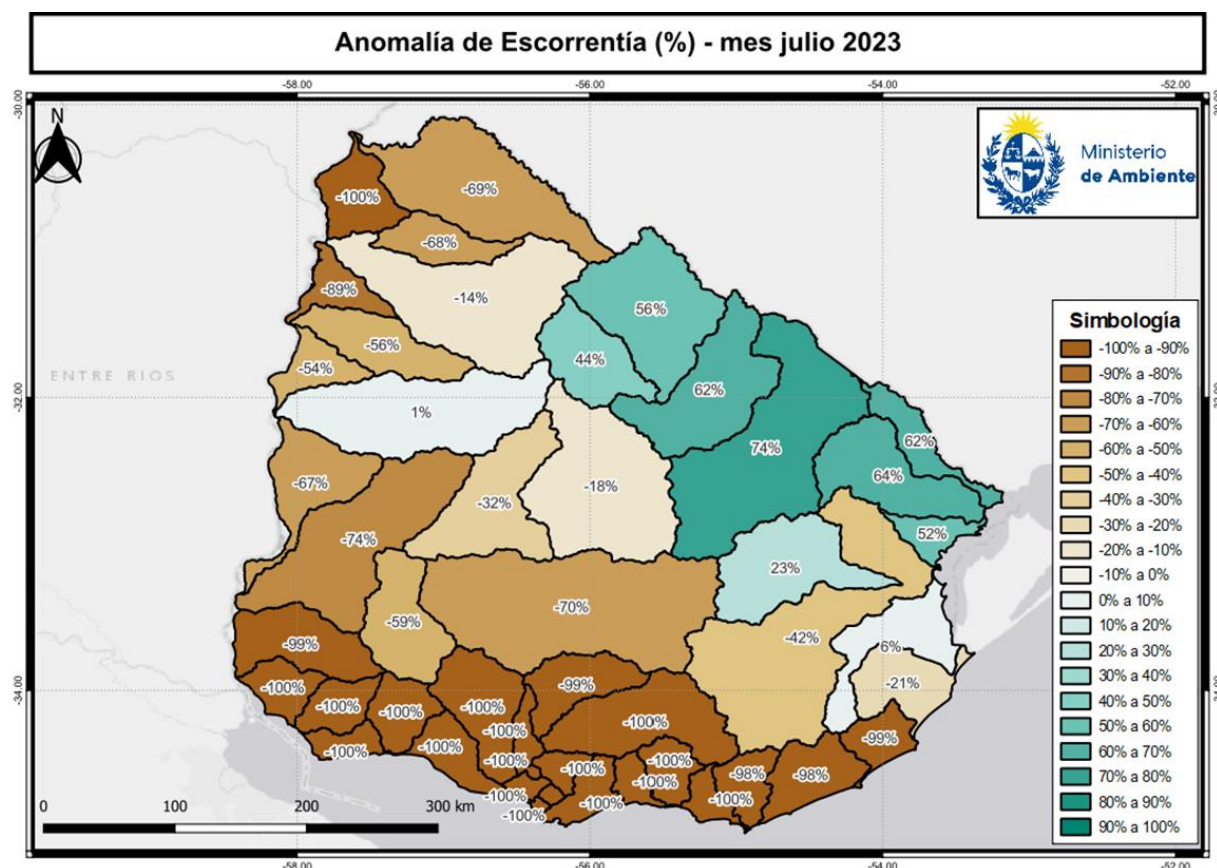 Anomalía de Escorrentía (%) - mes julio 2023
-58.00
-56.00
-54.00
-52.00
-30.00
N
Ministerio
de Ambiente
-100%
-69%
-68%
-89%
-14%
56%
-56%
44%
-54%
ENTRE RIOS
62%
-32.00
1%
74%
62%
64%
-67%
-18%
-32%
52%
-74%
23%
-70%
-59%
-42%
-99%
6%
-21%
-34.00
-100%
-99%
-100%
-100%
-100%
-100%
-100%
-99%
-100%
-100%
-100%
-100%
-100%
-98%
-98%
-100%
-100%
-100%
-100%
-100%
Simbología
-100% a -90%
-90% a -80%
-80% a -70%
-70% a -60%
-60% a -50%
-50% a -40%
-40% a -30%
-30% a -20%
-20% a -10%
-10% a 0%
0% a 10%
10% a 20%
20% a 30%
30% a 40%
40% a 50%
50% a 60%
60% a 70%
70% a 80%
80% a 90%
90% a 100%
0 100 200 300 km
-58.00
-56.00
-54.00
-52.00